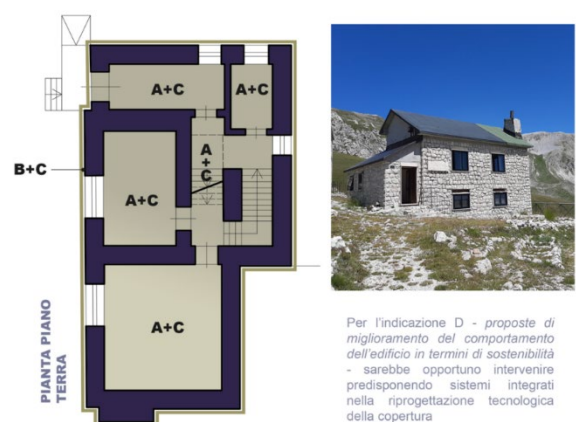 A+C
A+C
A+C
B+C
A+C
A+C
PIANTA PIANO
TERRA
Per l'indicazione D - proposte di
miglioramento del comportamento
dell'edificio in termini di sostenibilità
- sarebbe opportuno intervenire
predisponendo sistemi integrati
nella riprogettazione tecnologica
della copertura